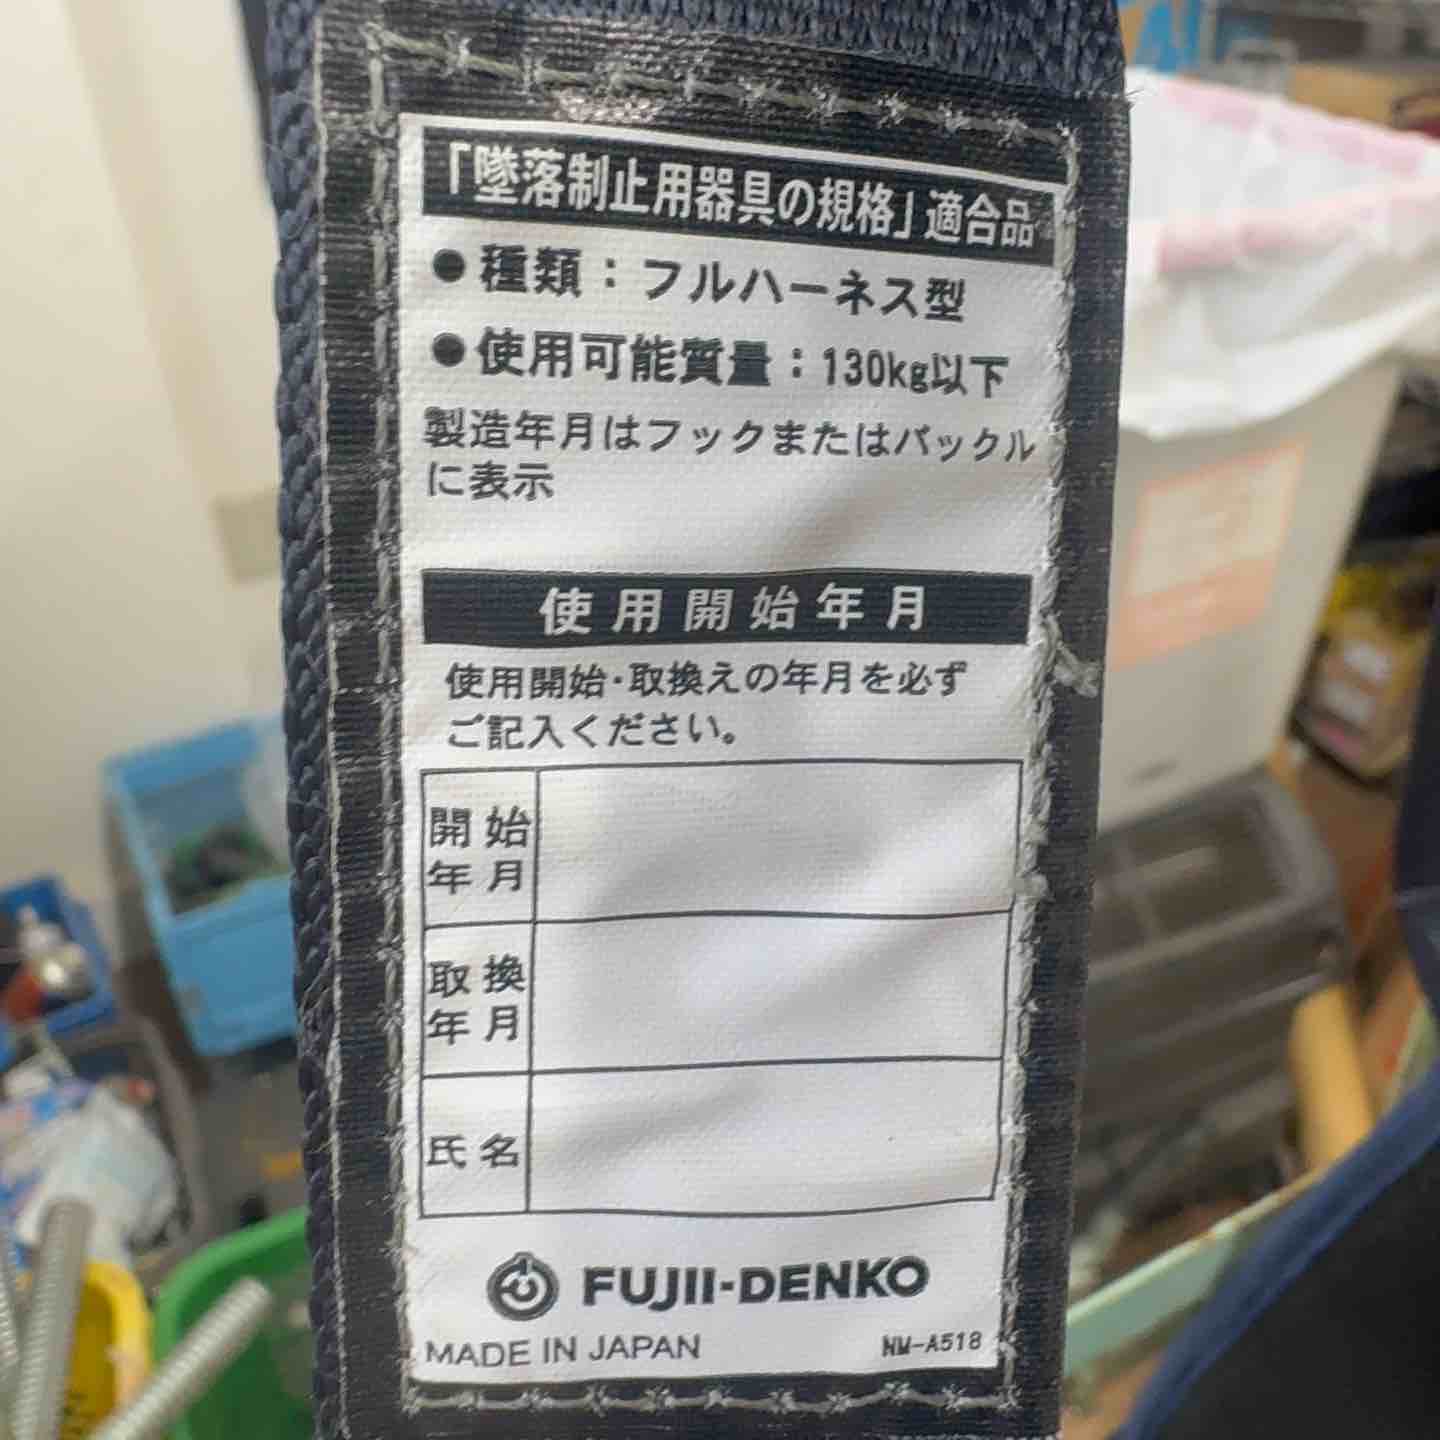 「墜落制止用器具の規格」適合品
●種類：フルハーネス型
●使用可能質量：130kg以下
製造年月はフックまたはバックル
に表示
使用開始年月
使用開始・取換えの年月を必ず
ご記入ください。
開始
年月
取換
年月
氏名
FUJII-DENKO
MADE IN JAPAN NW-A518